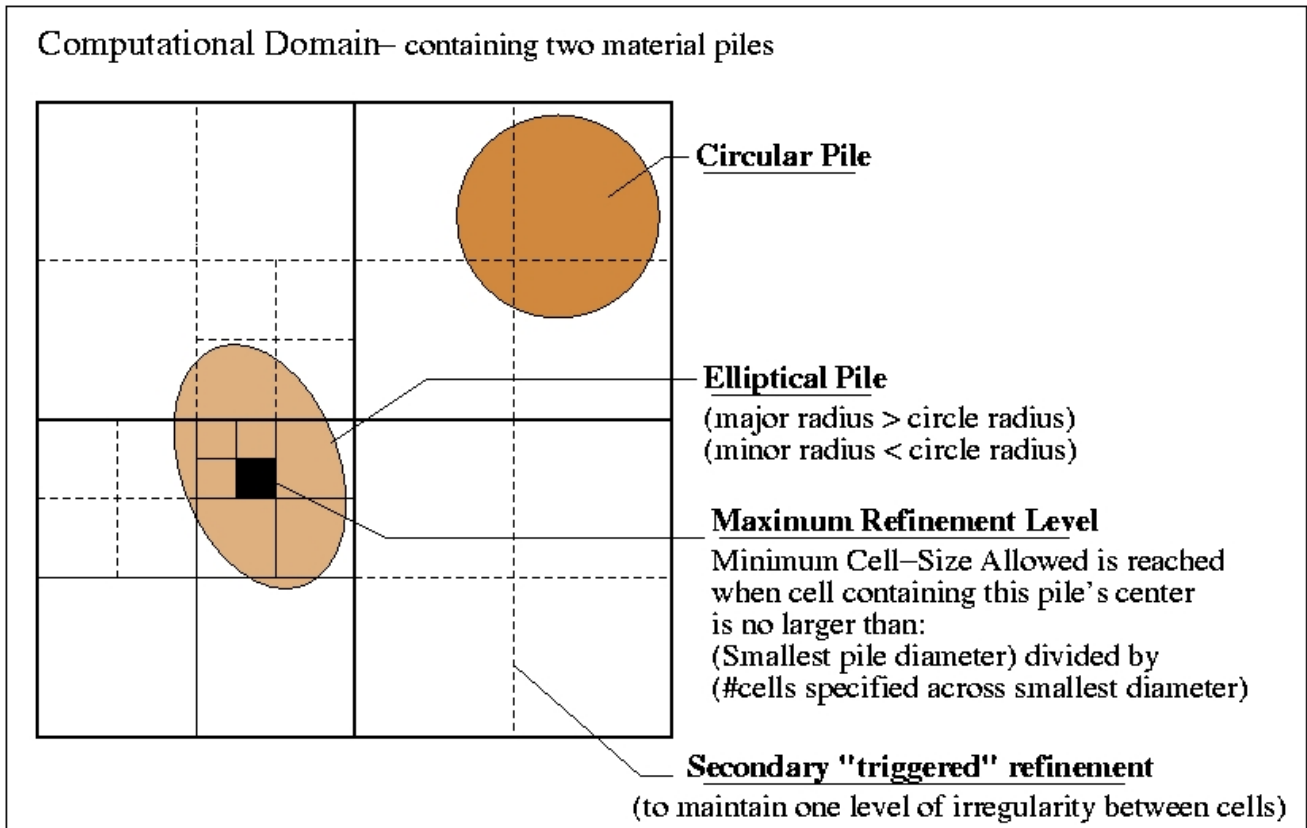 Computational Domain– containing two material piles
Circular Pile
Elliptical Pile
(major radius > circle radius)
(minor radius < circle radius)
Maximum Refinement Level
Minimum Cell–Size Allowed is reached
when cell containing this pile's center
is no larger than:
(Smallest pile diameter) divided by
(#cells specified across smallest diameter)
Secondary "triggered" refinement
(to maintain one level of irregularity between cells)